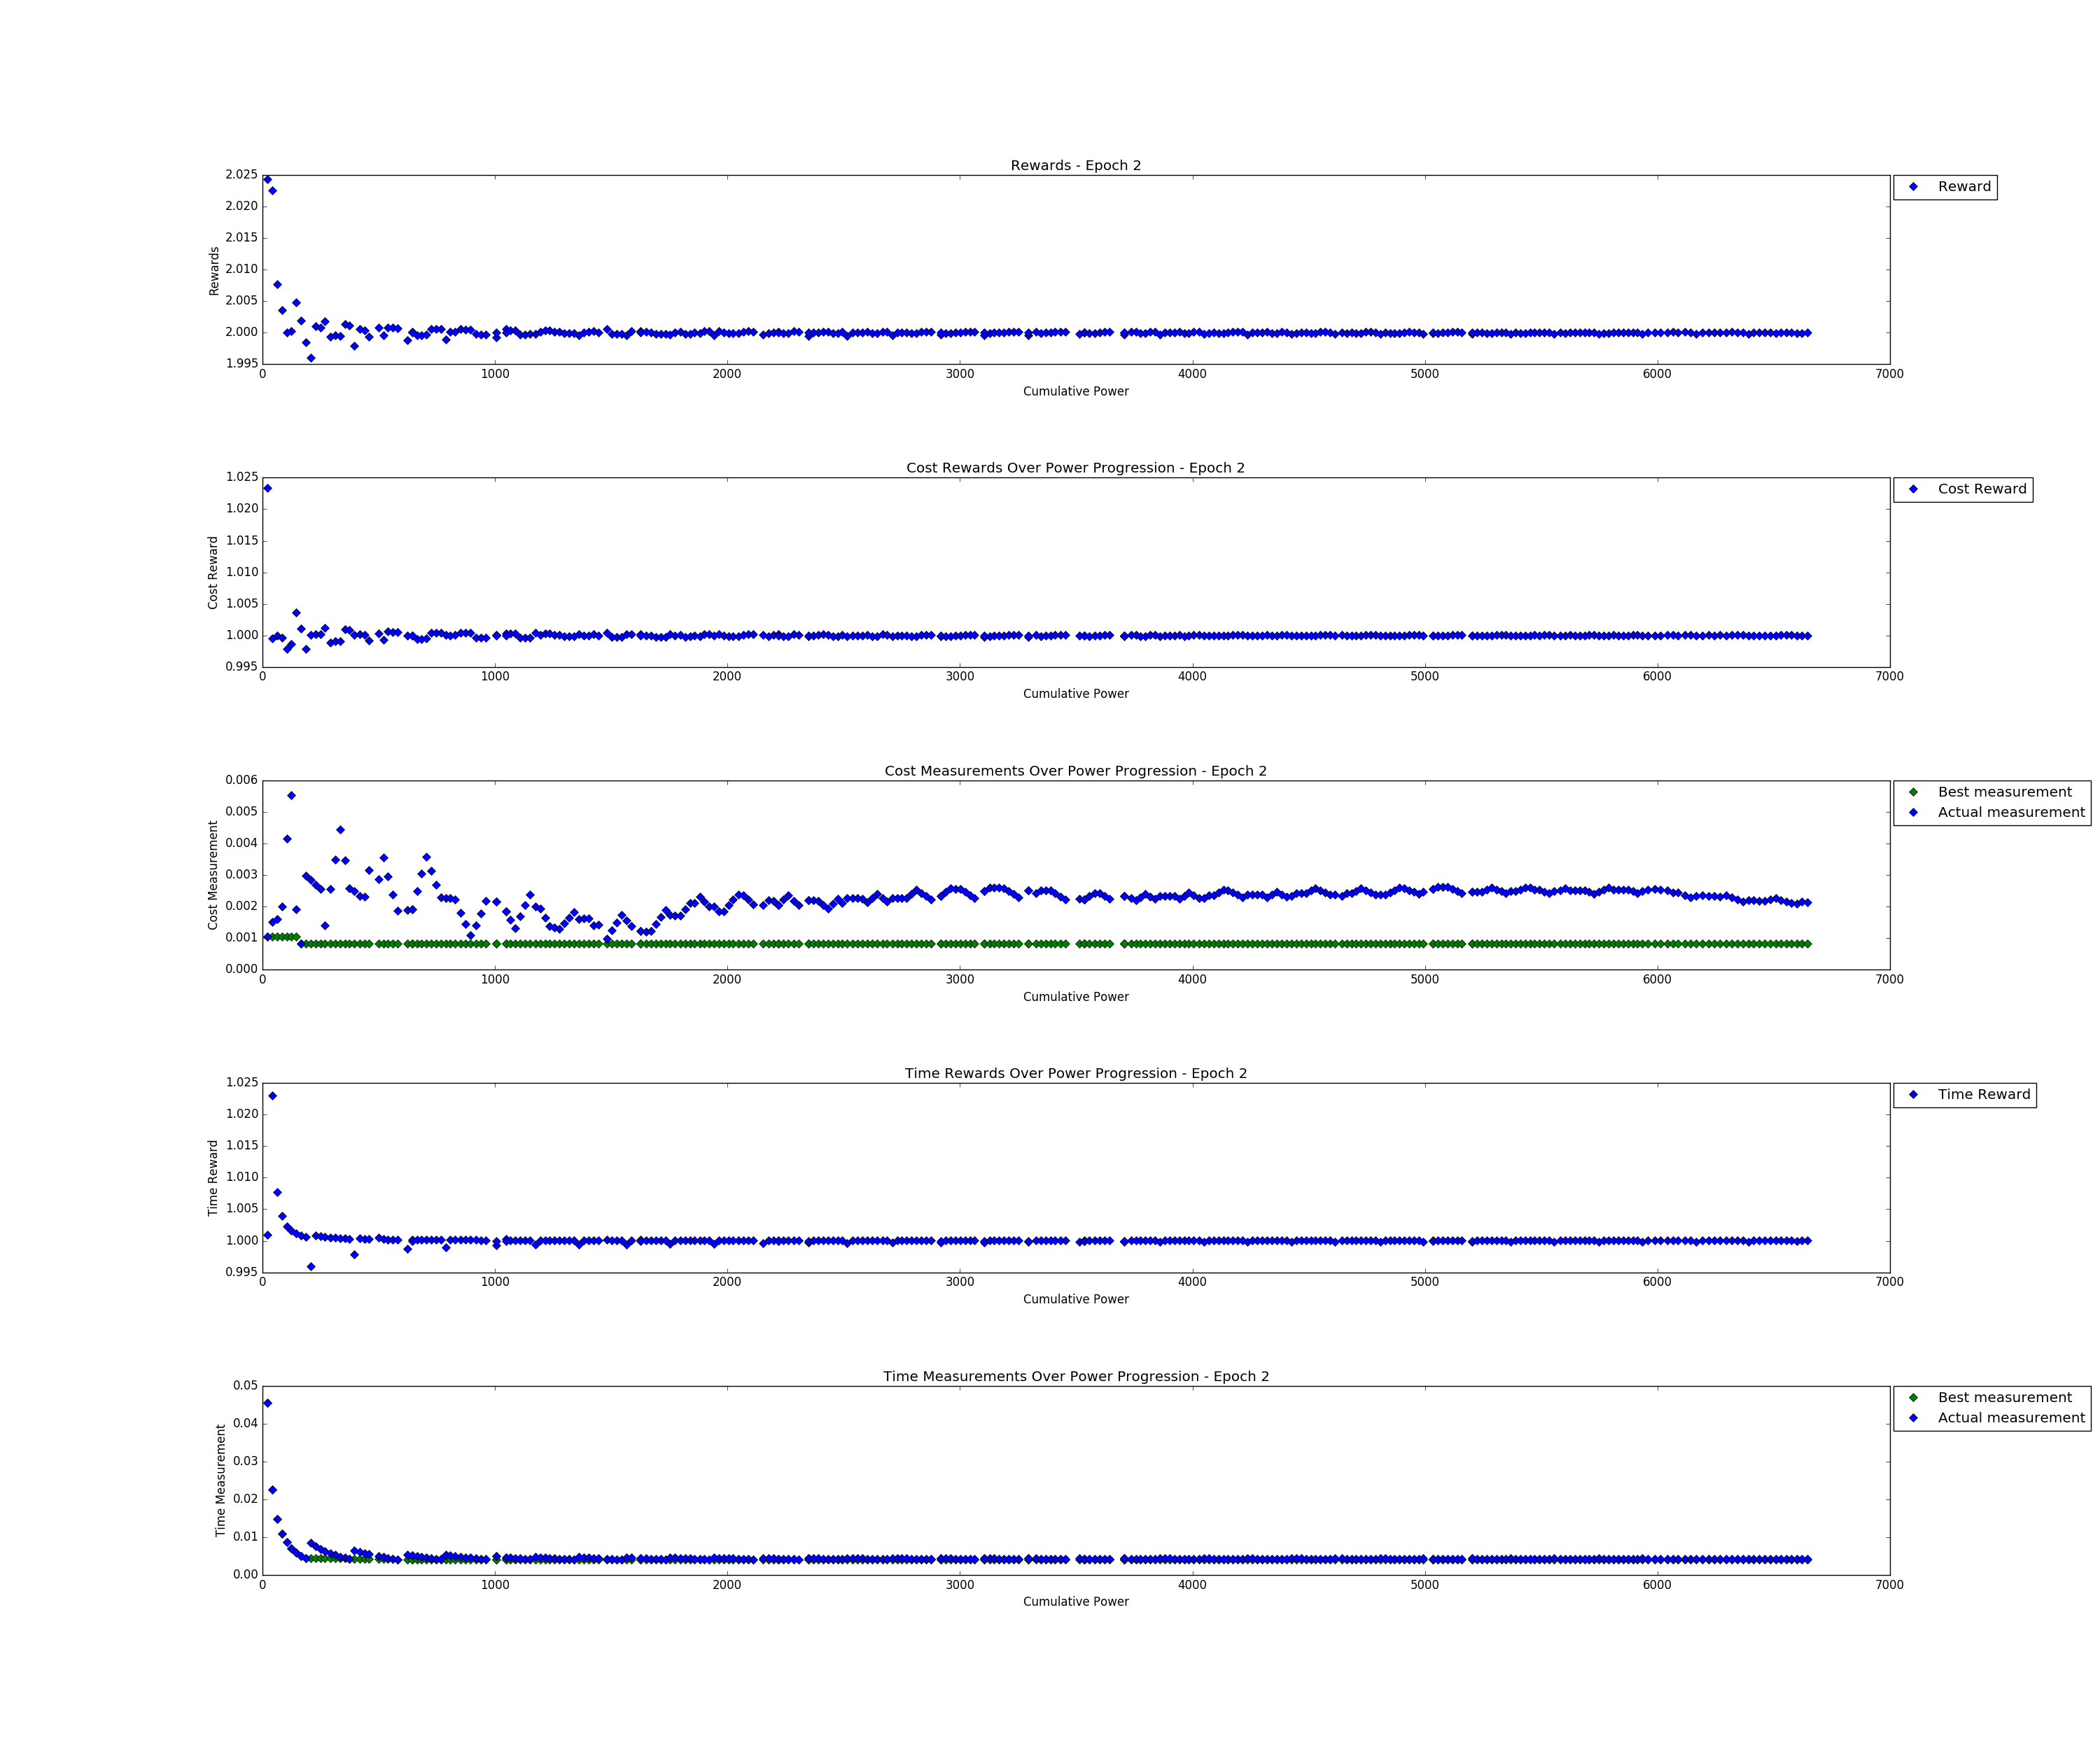 Rewards - Epoch 2
2.025
2.020
2.015
2.010
2.005
2.000
1.995
Rewards
0 1000 2000 3000 4000 5000 6000 7000
Cumulative Power
Reward
Cost Rewards Over Power Progression - Epoch 2
1.025
1.020
1.015
1.010
1.005
1.000
0.995
Cost Reward
0 1000 2000 3000 4000 5000 6000 7000
Cumulative Power
Cost Reward
Cost Measurements Over Power Progression - Epoch 2
0.006
0.005
0.004
0.003
0.002
0.001
0.000
Cost Measurement
0 1000 2000 3000 4000 5000 6000 7000
Cumulative Power
Best measurement
Actual measurement
Time Rewards Over Power Progression - Epoch 2
1.025
1.020
1.015
1.010
1.005
1.000
0.995
Time Reward
0 1000 2000 3000 4000 5000 6000 7000
Cumulative Power
Time Reward
Time Measurements Over Power Progression - Epoch 2
0.05
0.04
0.03
0.02
0.01
0.00
Time Measurement
0 1000 2000 3000 4000 5000 6000 7000
Cumulative Power
Best measurement
Actual measurement